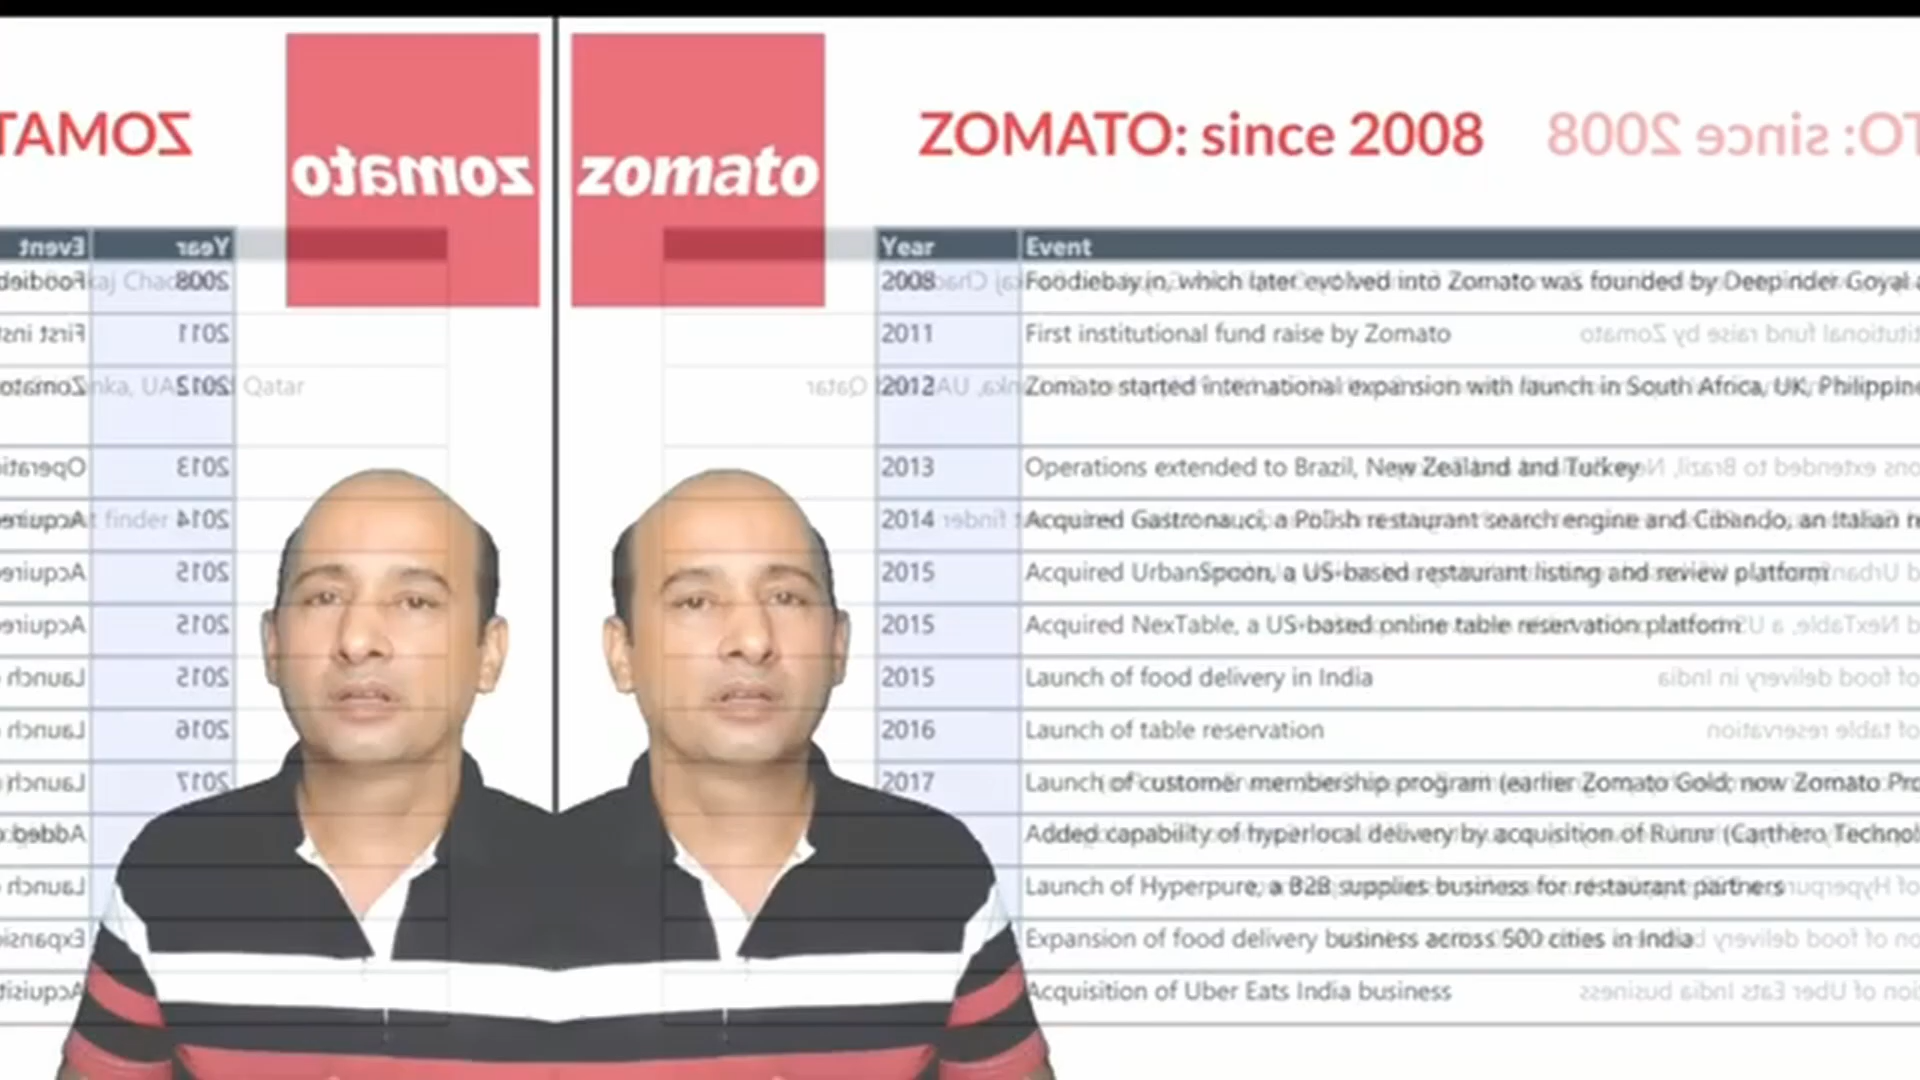 zomato
ZOMATO: since 2008
Year Event
2008 Foodiebay.in, which later evolved into Zomato was founded by Deepinder Goyal
2011 First institutional fund raise by Zomato
2012 Zomato started international expansion with launch in South Africa, UK,
2013 Operations extended to Brazil, New Zealand and Turkey
2014 Acquired Gastronauci, a Polish restaurant search engine and Cibando, an Italian
2015 Acquired UrbanSpoon, a US-based restaurant listing and review platform
2015 Acquired NexTable, a US-based online table reservation platform
2015 Launch of food delivery in India
2016 Launch of table reservation
2017 Launch of customer membership program (earlier Zomato Gold, now Zomato
Added capability of hyperlocal delivery by acquisition of Runnr (Carthero
Launch of Hyperpure, a B2B supplies business for restaurant partners
Expansion of food delivery business across 500 cities in India
Acquisition of Uber Eats India business